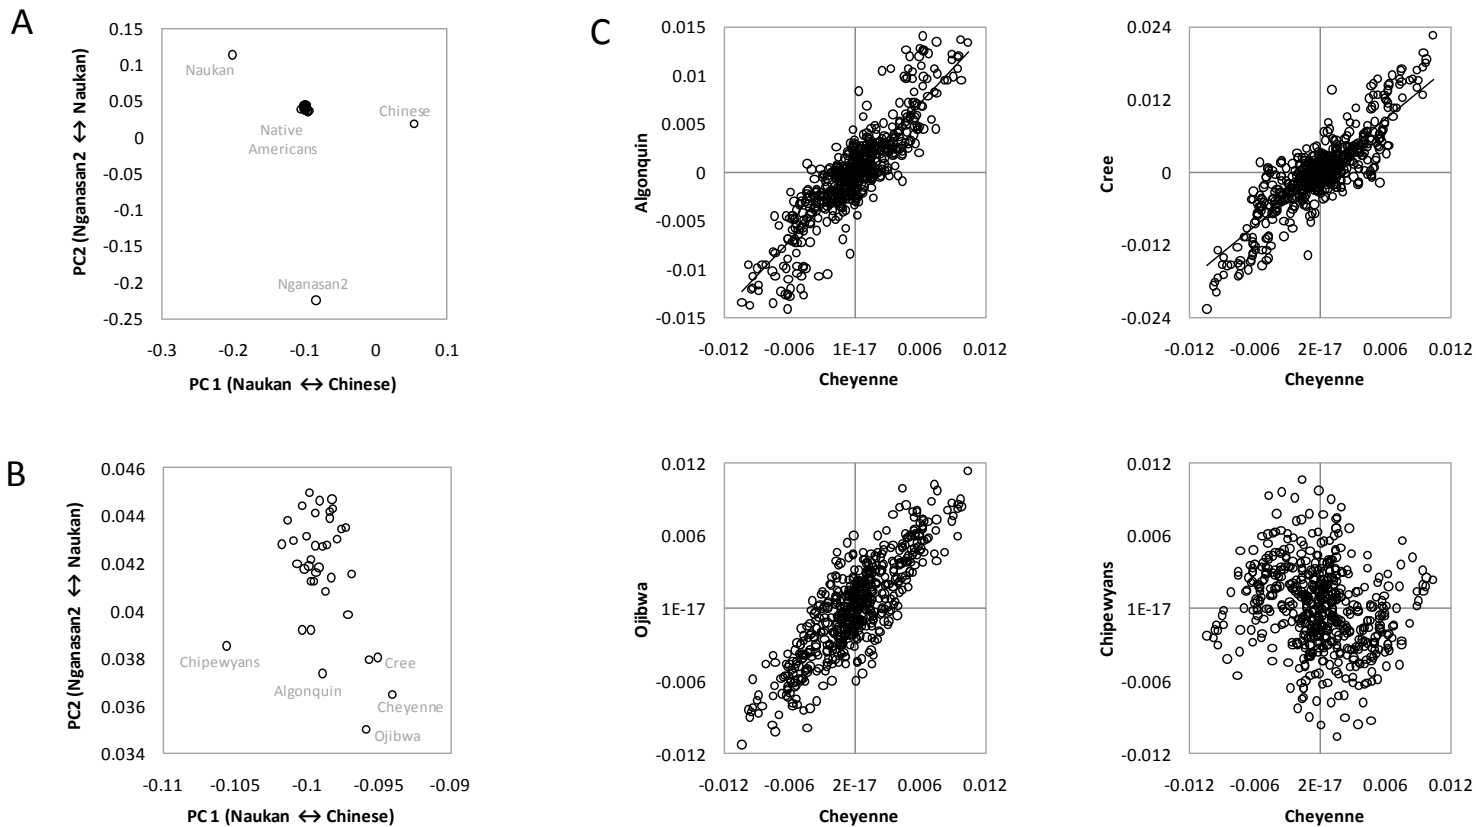 A
PC2 (Nganasan2 ↔ Naukan)
0.15
0.1
0.05
0
-0.05
-0.1
-0.15
-0.2
-0.25
Naukan
Chinese
Native
Americans
Nganasan2
-0.3 -0.2 -0.1 0 0.1
PC 1 (Naukan ↔ Chinese)
B
PC2 (Nganasan2 ↔ Naukan)
0.046
0.044
0.042
0.04
0.038
0.036
0.034
Chipewyans
Cree
Algonquin
Cheyenne
Ojibwa
-0.11 -0.105 -0.1 -0.095 -0.09
PC 1 (Naukan ↔ Chinese)
C
Algonquin
0.015
0.01
0.005
0
-0.005
-0.01
-0.015
-0.012 -0.006 1E-17 0.006 0.012
Cheyenne
Cree
0.024
0.012
0
-0.012
-0.024
-0.012 -0.006 2E-17 0.006 0.012
Cheyenne
Ojibwa
0.012
0.006
1E-17
-0.006
-0.012
-0.012 -0.006 2E-17 0.006 0.012
Cheyenne
Chipewyans
0.012
0.006
1E-17
-0.006
-0.012
-0.012 -0.006 2E-17 0.006 0.012
Cheyenne